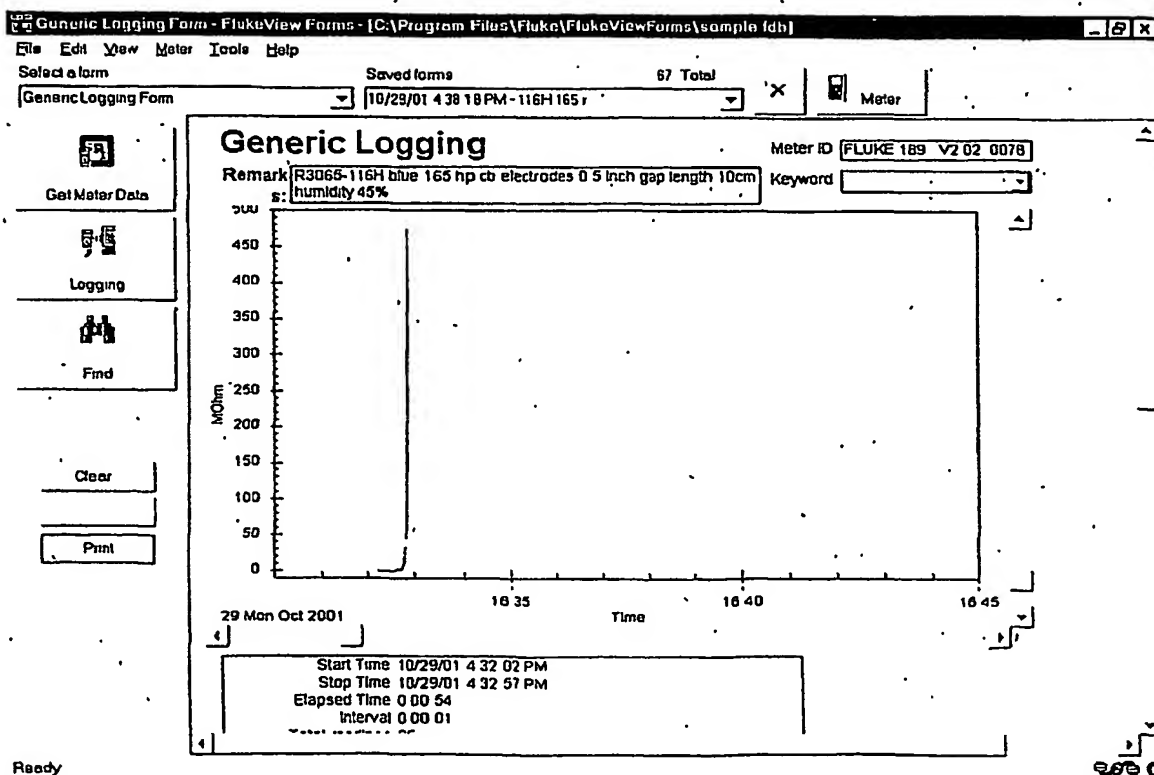 Generic Logging Form - FlukeView Forms - [C:\Program Files\Fluke\FlukeViewForms\sample fdb]
File Edit View Meter Tools Help
Select a form
Saved forms
67 Total
Generic Logging Form
10/29/01 4 38 18 PM - 116H 165 r
Meter
Get Meter Data
Logging
Find
Clear
Print
Generic Logging
Meter ID FLUKE 189 V2 02 0078
Remark s: R3065-116H blue 165 hp cb electrodes 0 5 inch gap length 10cm
humidity 45%
Keyword
MOhm
500
450
400
350
300
250
200
150
100
50
0
16 35
16 40
16 45
29 Mon Oct 2001
Time
Start Time 10/29/01 4 32 02 PM
Stop Time 10/29/01 4 32 57 PM
Elapsed Time 0 00 54
Interval 0 00 01
Ready